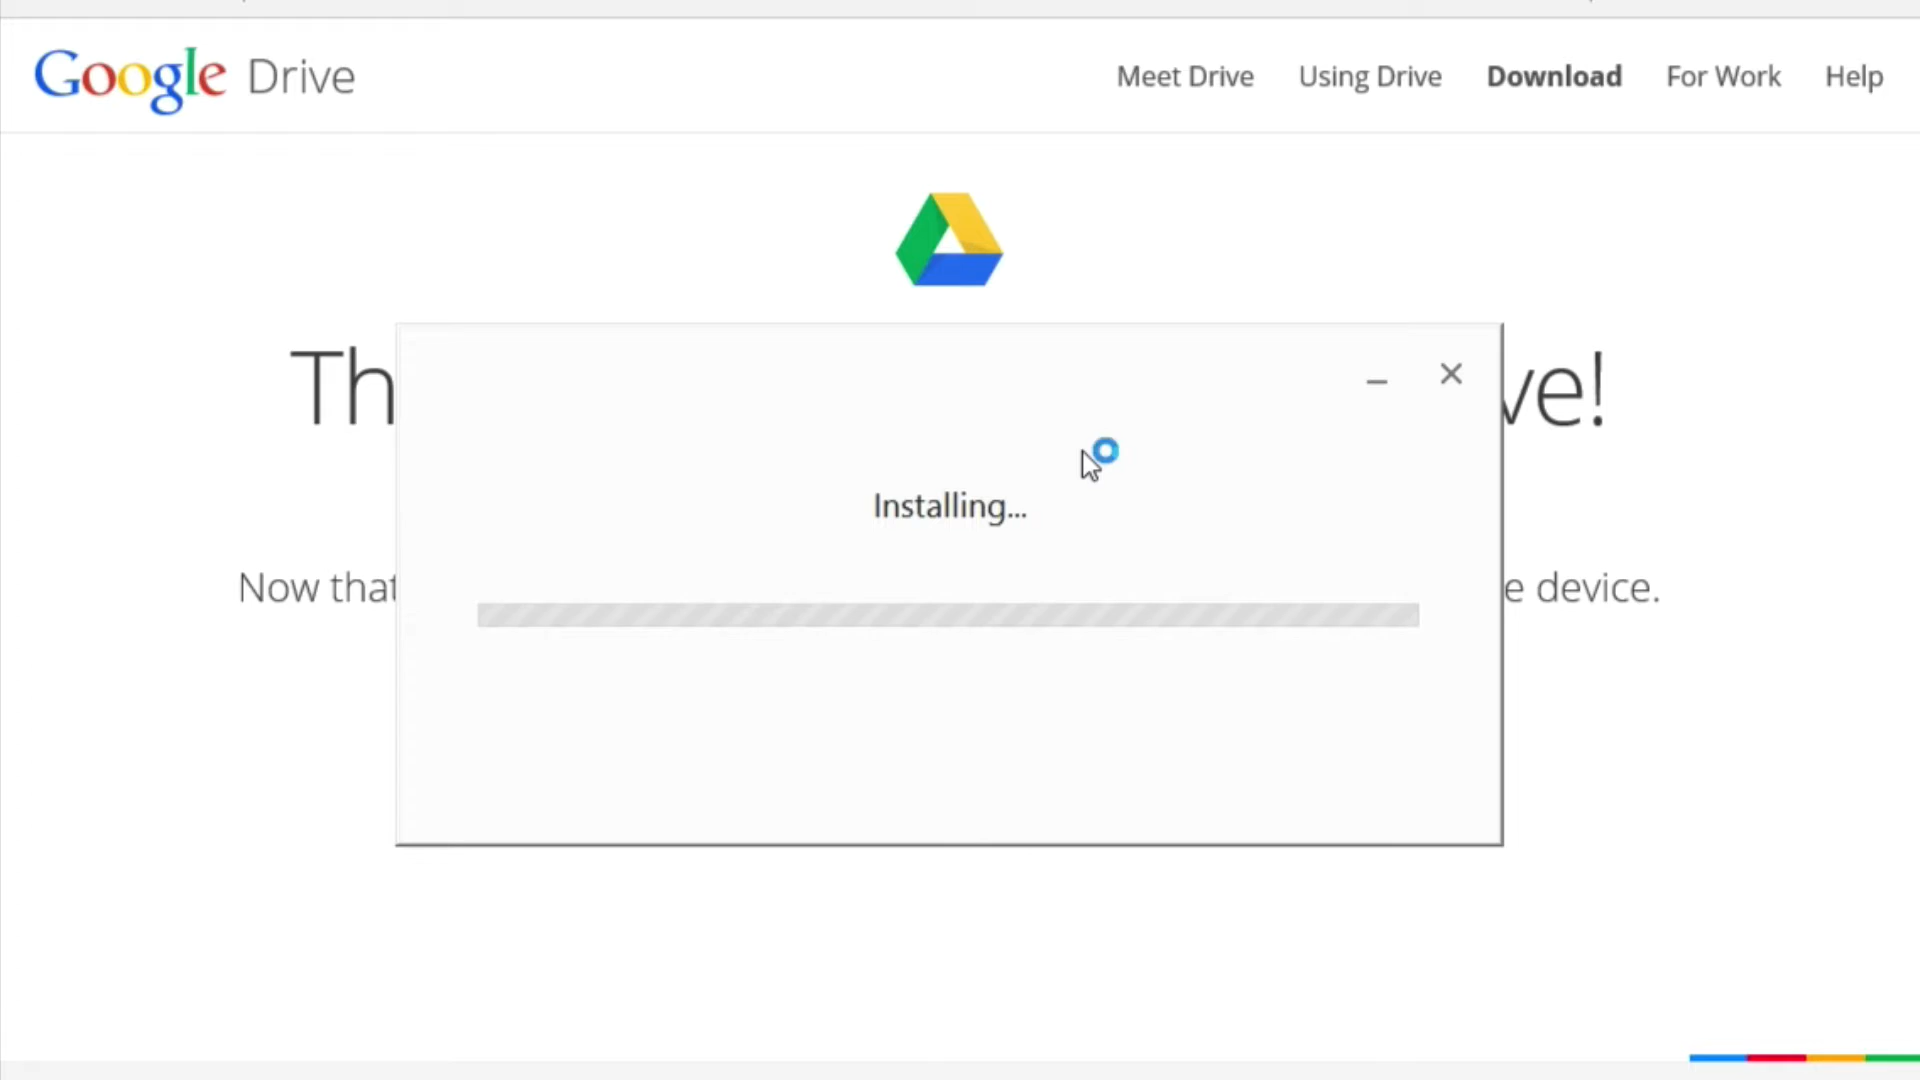 Google Drive
Meet Drive Using Drive Download For Work Help
Th ve!
Installing...
Now that e device.